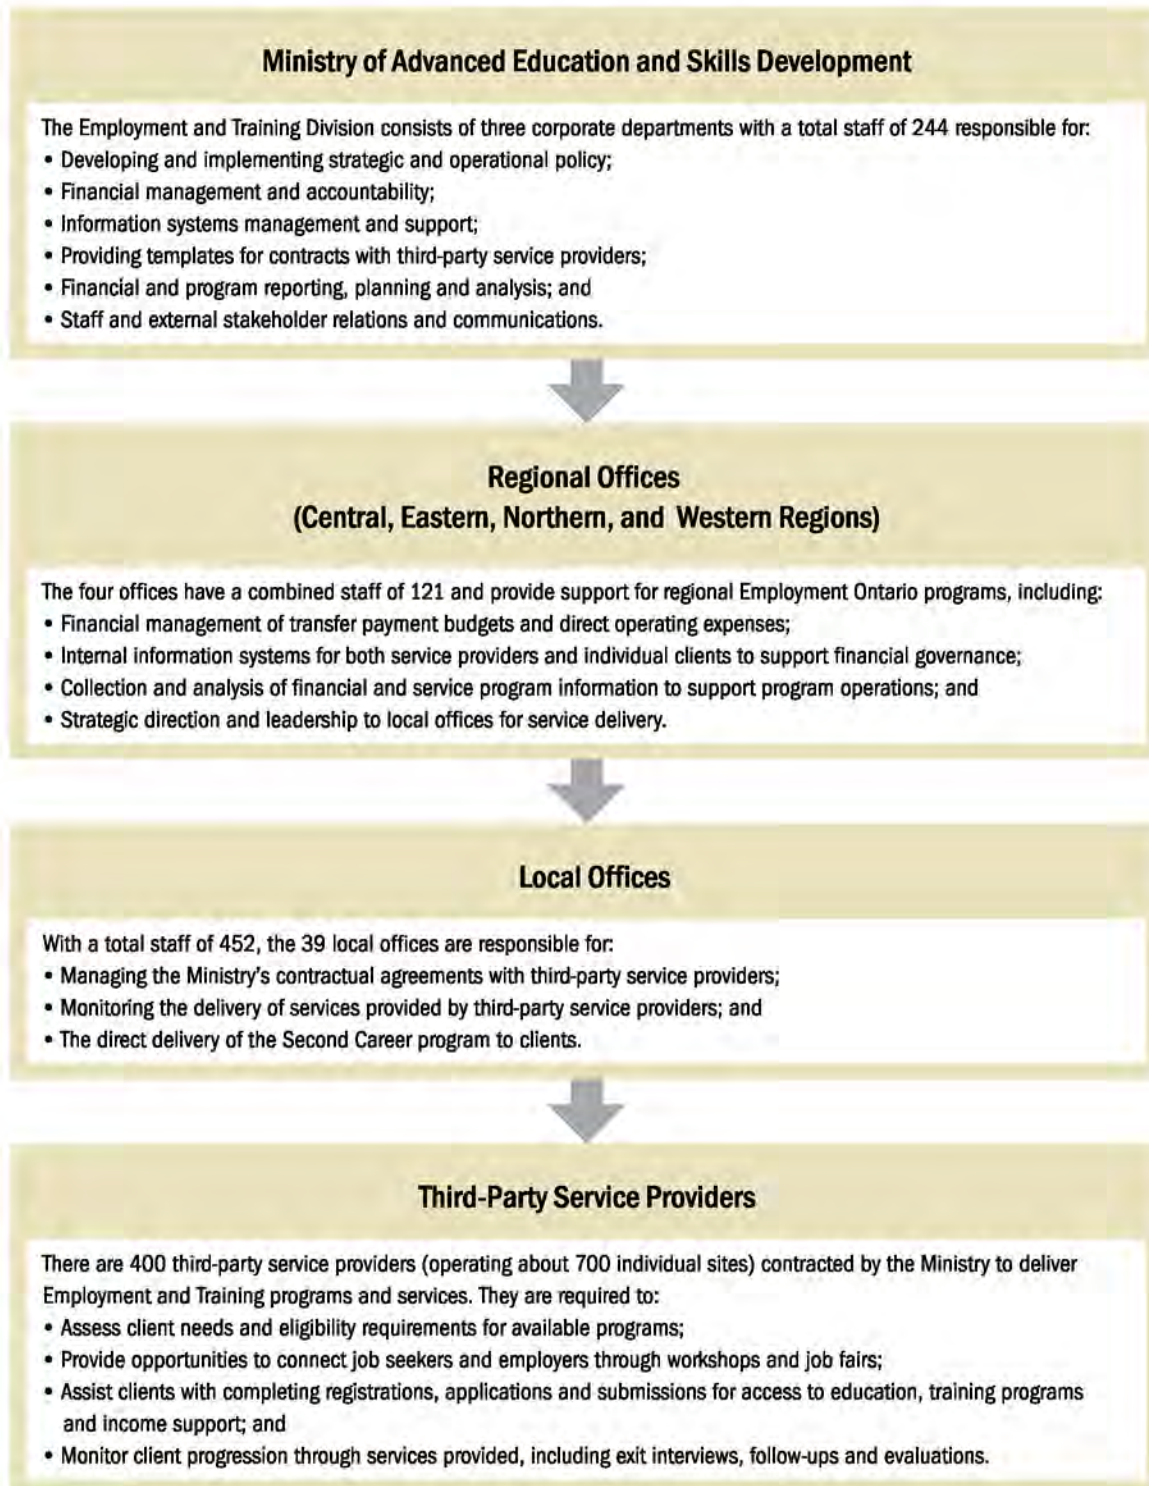 Ministry of Advanced Education and Skills Development
The Employment and Training Division consists of three corporate departments with a total staff of 244 responsible for:
• Developing and implementing strategic and operational policy;
• Financial management and accountability;
• Information systems management and support;
• Providing templates for contracts with third-party service providers;
• Financial and program reporting, planning and analysis; and
• Staff and external stakeholder relations and communications.
Regional Offices
(Central, Eastern, Northern, and Western Regions)
The four offices have a combined staff of 121 and provide support for regional Employment Ontario programs, including:
• Financial management of transfer payment budgets and direct operating expenses;
• Internal information systems for both service providers and individual clients to support financial governance;
• Collection and analysis of financial and service program information to support program operations; and
• Strategic direction and leadership to local offices for service delivery.
Local Offices
With a total staff of 452, the 39 local offices are responsible for:
• Managing the Ministry's contractual agreements with third-party service providers;
• Monitoring the delivery of services provided by third-party service providers; and
• The direct delivery of the Second Career program to clients.
Third-Party Service Providers
There are 400 third-party service providers (operating about 700 individual sites) contracted by the Ministry to deliver
Employment and Training programs and services. They are required to:
• Assess client needs and eligibility requirements for available programs;
• Provide opportunities to connect job seekers and employers through workshops and job fairs;
• Assist clients with completing registrations, applications and submissions for access to education, training programs
and income support; and
• Monitor client progression through services provided, including exit interviews, follow-ups and evaluations.